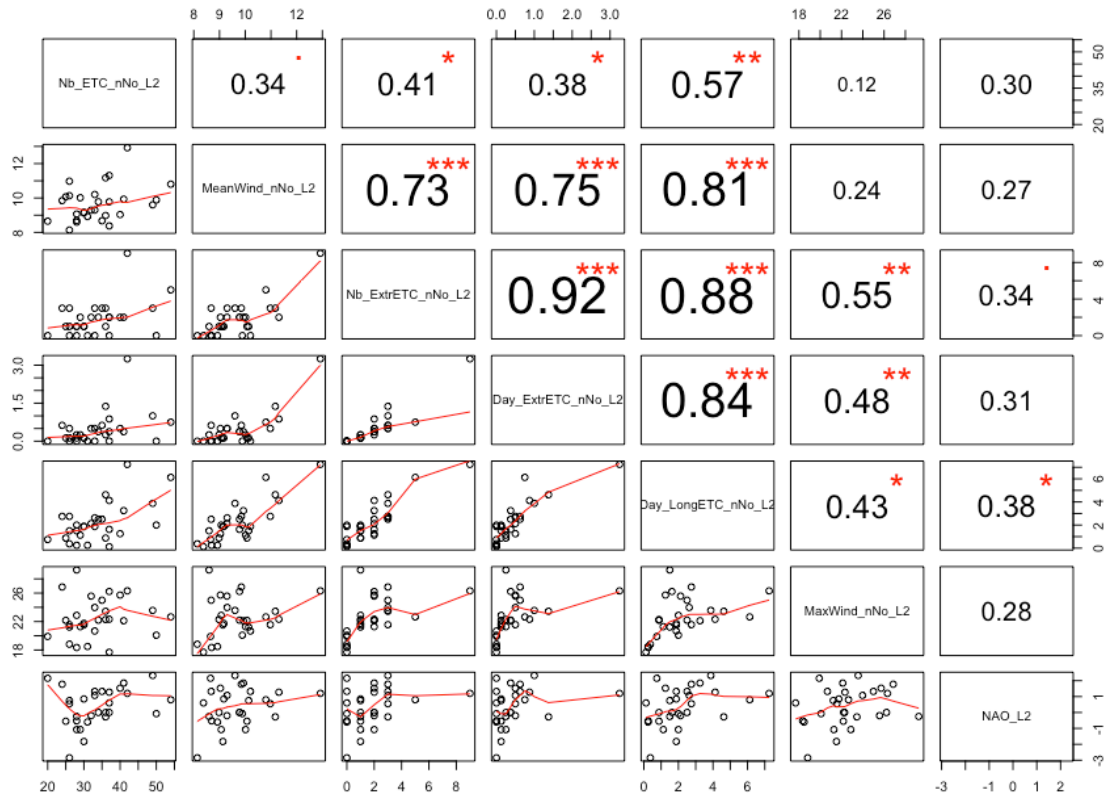 8 9 10 12
0.0 1.0 2.0 3.0
18 22 26
Nb_ETC_nNo_L2 0.34 . 0.41 * 0.38 * 0.57 ** 0.12 0.30
20 35 50
8 9 10 12
MeanWind_nNo_L2 0.73 *** 0.75 *** 0.81 *** 0.24 0.27
Nb_ExtrETC_nNo_L2 0.92 *** 0.88 *** 0.55 ** 0.34 .
0 4 8
0.0 1.5 3.0
Day_ExtrETC_nNo_L2 0.84 *** 0.48 ** 0.31
Day_LongETC_nNo_L2 0.43 * 0.38 *
0 2 4 6
18 22 26
MaxWind_nNo_L2 0.28
NAO_L2
-3 -1 1
20 30 40 50
0 2 4 6 8
0 2 4 6
-3 -1 0 1 2